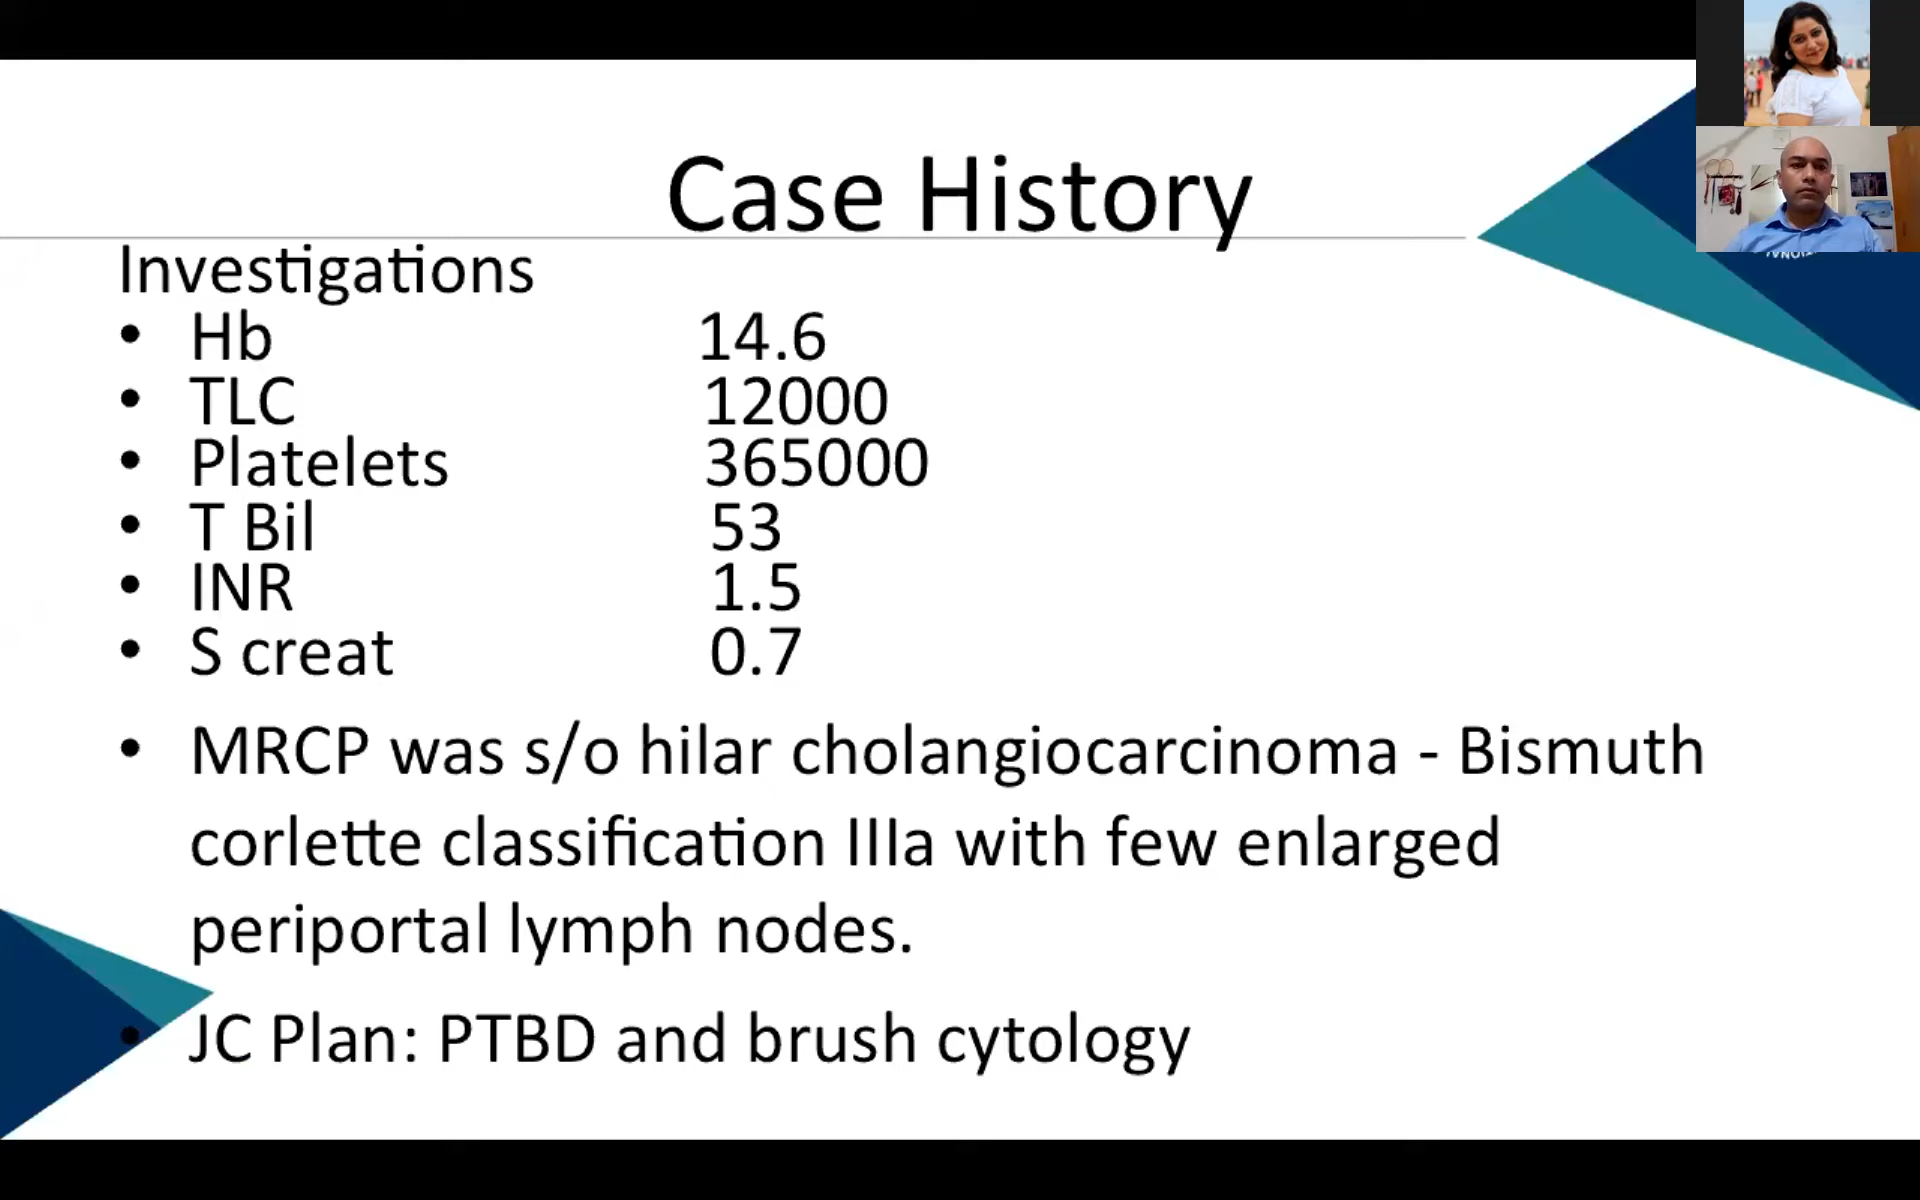 Case History
Investigations
• Hb 14.6
• TLC 12000
• Platelets 365000
• T Bil 53
• INR 1.5
• S creat 0.7
• MRCP was s/o hilar cholangiocarcinoma - Bismuth
corlette classification IIIa with few enlarged
periportal lymph nodes.
• JC Plan: PTBD and brush cytology